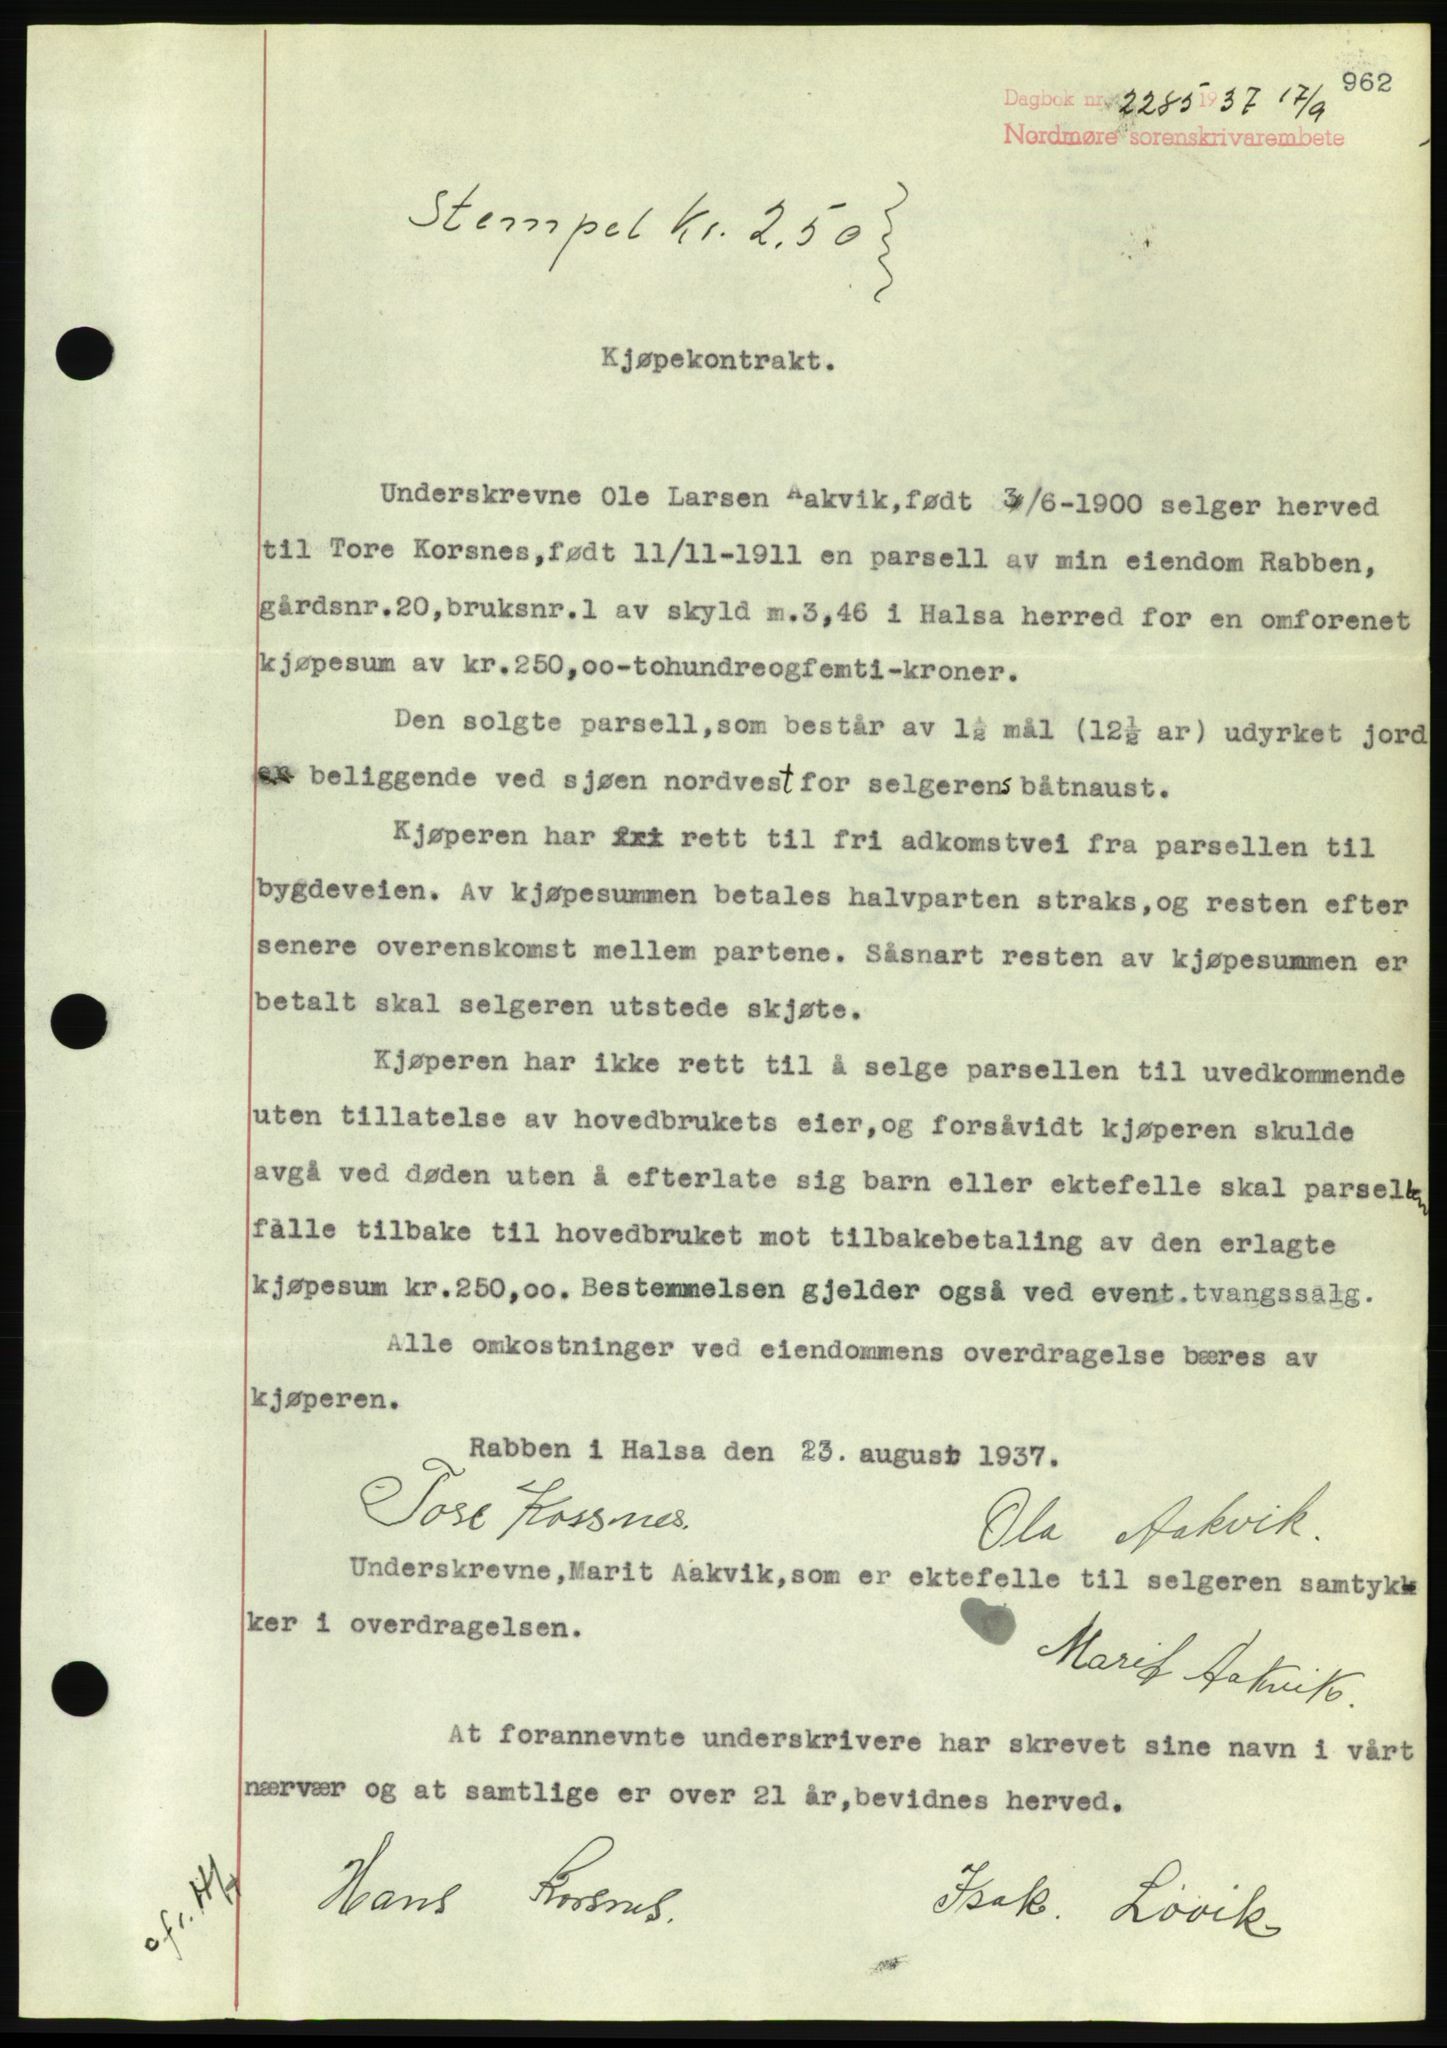 962
Dagbok nr. 2285 1937 17/9
Nordmøre sorenskrivarembete
Stempel kr. 2,50}
Kjøpekontrakt.
Underskrevne Ole Larsen Aakvik,født 3/6-1900 selger herved
til Tore Korsnes,født 11/11-1911 en parsell av min eiendom Rabben,
gårdsnr.20,bruksnr.1 av skyld m.3,46 i Halsa herred for en omforenet
kjøpesum av kr.250,oo-tohundreogfemti-kroner.
Den solgte parsell,som består av 1¼ mål (12½ ar) udyrket jord
er beliggende ved sjøen nordvest for selgerens båtnaust.
Kjøperen har fri rett til fri adkomstvei fra parsellen til
bygdeveien. Av kjøpesummen betales halvparten straks,og resten efter
senere overenskomst mellem partene. Såsnart resten av kjøpesummen er
betalt skal selgeren utstede skjøte.
Kjøperen har ikke rett til å selge parsellen til uvedkommende
uten tillatelse av hovedbrukets eier,og forsåvidt kjøperen skulde
avgå ved døden uten å efterlate sig barn eller ektefelle skal parsellen
falle tilbake til hovedbruket mot tilbakebetaling av den erlagte
kjøpesum kr.250,oo. Bestemmelsen gjelder også ved event.tvangssalg.
Alle omkostninger ved eiendommens overdragelse bæres av
kjøperen.
Rabben i Halsa den 23. august 1937.
Tore Korsnes. Ola Aakvik.
Underskrevne,Marit Aakvik,som er ektefelle til selgeren samtyk-
ker i overdragelsen.
Marit Aakvik.
At forannevnte underskrivere har skrevet sine navn i vårt
nærvær og at samtlige er over 21 år,bevidnes herved.
Hans Korsnes. Isak. Lövik